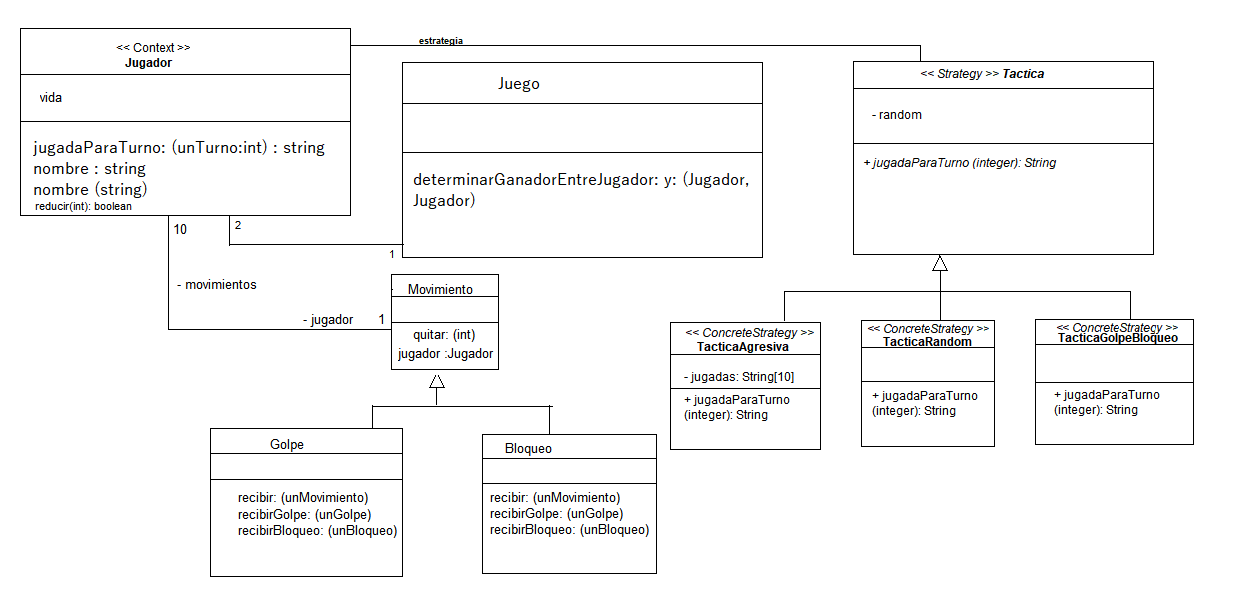 << Context >>
Jugador
vida
jugadaParaTurno: (unTurno:int) : string
nombre : string
nombre (string)
reducir(int): boolean
estrategia
Juego
determinarGanadorEntreJugador: y: (Jugador,
Jugador)
<< Strategy >> Tactica
- random
+ jugadaParaTurno (integer): String
10
2
1
- movimientos
- jugador
1
Movimiento
quitar: (int)
jugador :Jugador
<< ConcreteStrategy >>
TacticaAgresiva
- jugadas: String[10]
+ jugadaParaTurno
(integer): String
<< ConcreteStrategy >>
TacticaRandom
+ jugadaParaTurno
(integer): String
<< ConcreteStrategy >>
TacticaGolpeBloqueo
+ jugadaParaTurno
(integer): String
Golpe
recibir: (unMovimiento)
recibirGolpe: (unGolpe)
recibirBloqueo: (unBloqueo)
Bloqueo
recibir: (unMovimiento)
recibirGolpe: (unGolpe)
recibirBloqueo: (unBloqueo)